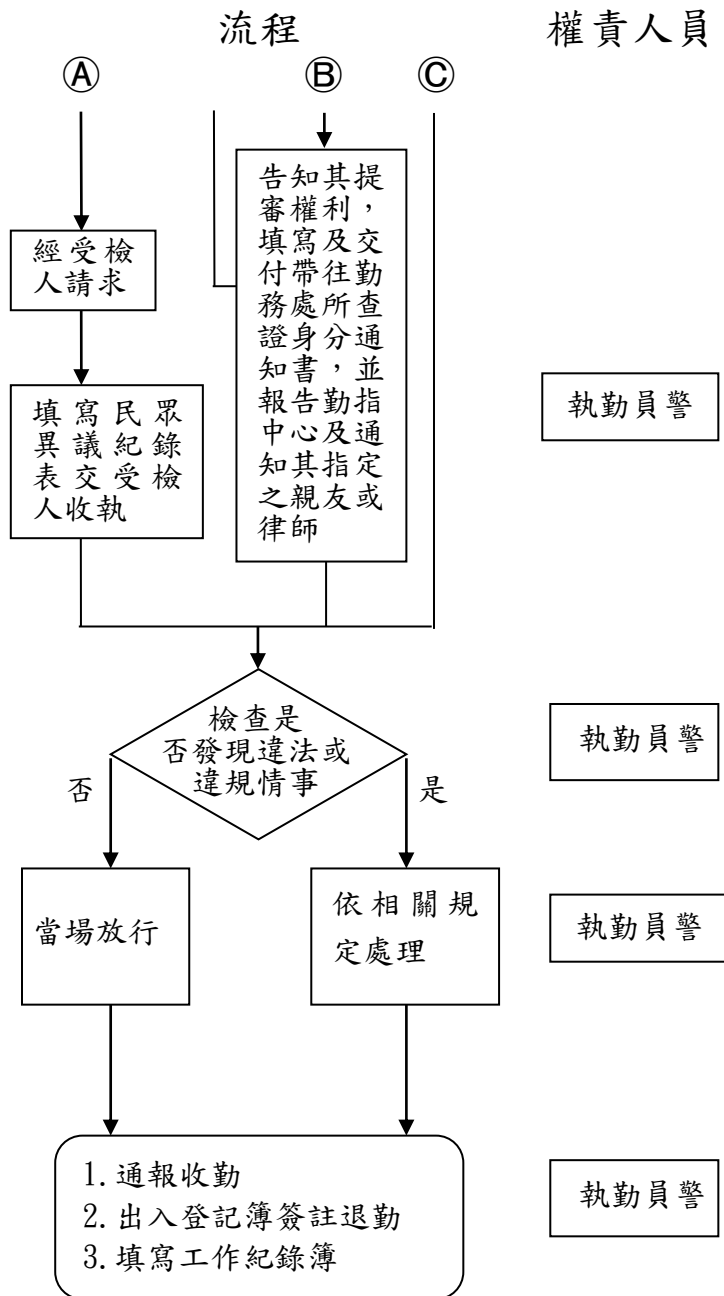 流程
權責人員
Ⓐ
Ⓑ
Ⓒ
經受檢
人請求
填寫民眾
異議紀錄
表交受檢
人收執
告知其提
審權利，
填寫及交
付帶往勤
務處所查
證身分通
知書，並
報告勤指
中心及通
知其指定
之親友或
律師
執勤員警
檢查是
否發現違法或
違規情事
執勤員警
否
是
當場放行
依相關規
定處理
執勤員警
1.通報收勤
2.出入登記簿簽註退勤
3.填寫工作紀錄簿
執勤員警